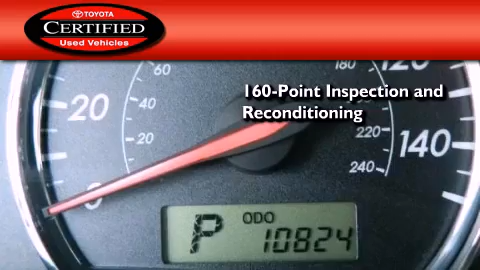 TOYOTA
CERTIFIED
Used Vehicles
160-Point Inspection and
Reconditioning
60
40
20
20
0
180
220
240
120
140
P
ODO
10824